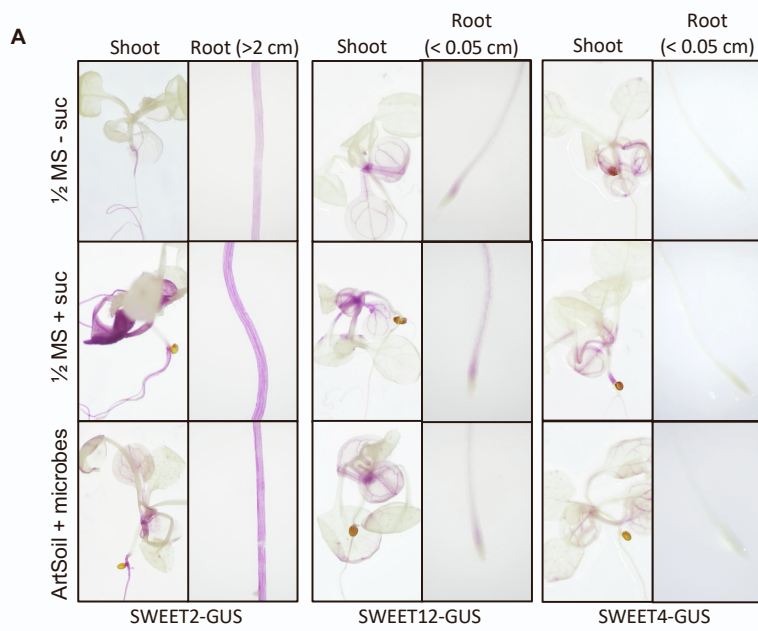 A
Shoot Root (>2 cm) Shoot Root (< 0.05 cm) Shoot Root (< 0.05 cm)
½ MS - suc
½ MS + suc
ArtSoil + microbes
SWEET2-GUS SWEET12-GUS SWEET4-GUS